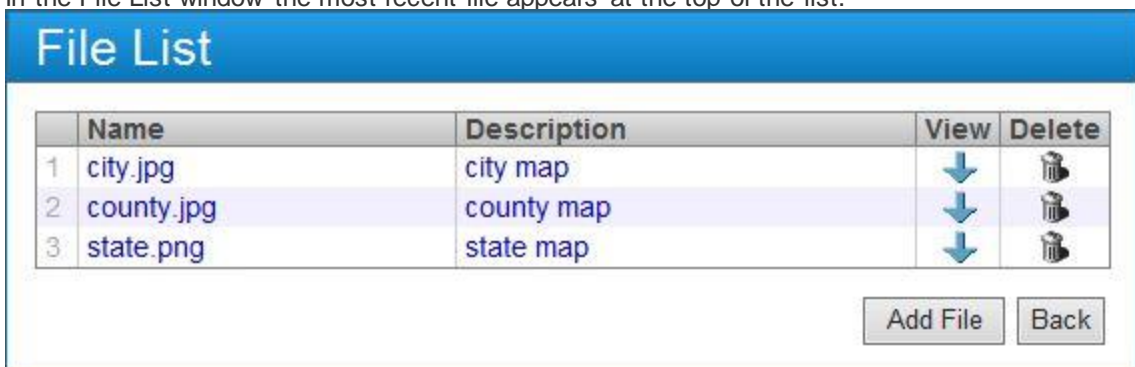 In the File List window the most recent file appears at the top of the list.
File List
Name Description View Delete
1 city.jpg city map
2 county.jpg county map
3 state.png state map
Add File Back